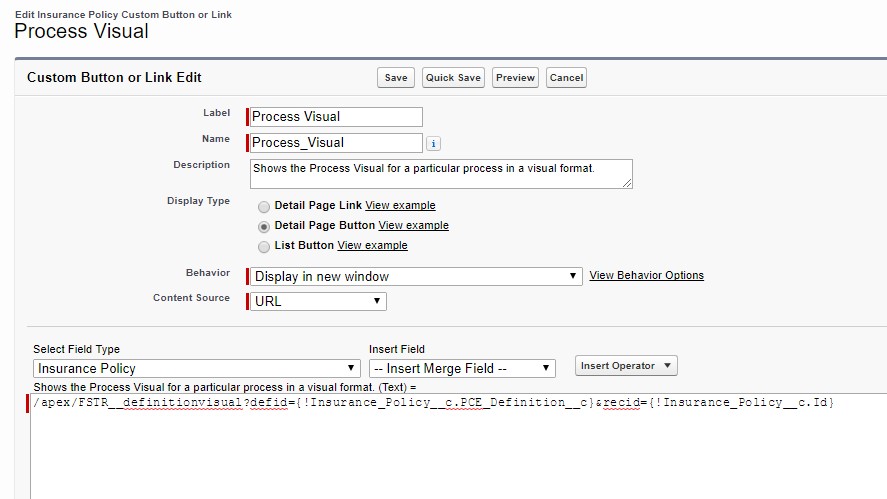 Edit Insurance Policy Custom Button or Link
Process Visual
Custom Button or Link Edit
Save Quick Save Preview Cancel
Label Process Visual
Name Process_Visual i
Description Shows the Process Visual for a particular process in a visual format.
Display Type Detail Page Link View example
Detail Page Button View example
List Button View example
Behavior Display in new window View Behavior Options
Content Source URL
Select Field Type Insert Field
Insurance Policy -- Insert Merge Field -- Insert Operator
Shows the Process Visual for a particular process in a visual format. (Text) =
/apex/FSTR__definitionvisual?defid={!Insurance_Policy__c.PCE_Definition__c}&recid={!Insurance_Policy__c.Id}